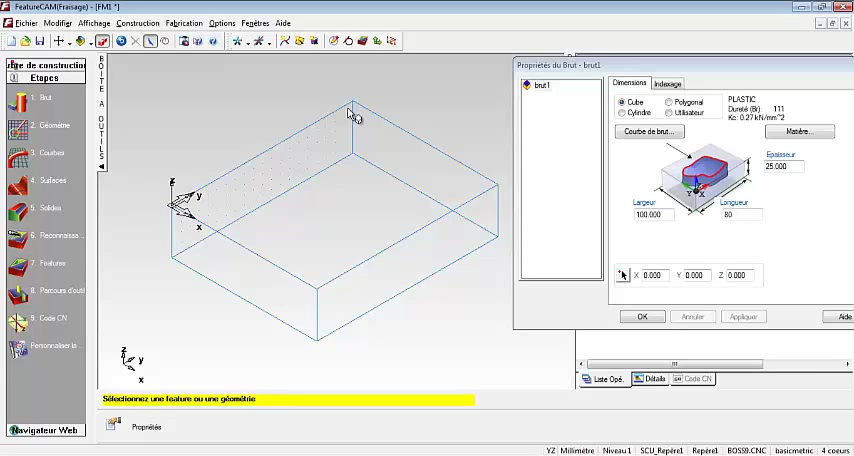 FeatureCAM(Fraisage) - [FM1 *]
Fichier Modifier Affichage Construction Fabrication Options Fenêtres Aide
BOITE A OUTILS
Etapes
1. Brut
2. Géométrie
3. Courbes
4. Surfaces
5. Solides
6. Reconnaissa...
7. Features
8. Parcours d'outi
9. Code CN
Personnaliser la ...
Navigateur Web
z
y
x
z
y
x
Propriétés du Brut - brut1
brut1
Dimensions Indexage
Cube Polygonal
Cylindre Utilisateur
PLASTIC
Dureté (Br) 111
Kc: 0.27 kN/mm^2
Courbe de brut... Matière...
Epaisseur
25.000
Y X
Largeur Longueur
100.000 80
X 0.000 Y 0.000 Z 0.000
OK Annuler Appliquer Aide
Liste Opé. Détails Code CN
Sélectionnez une feature ou une géométrie
Propriétés
YZ Millimètre Niveau 1 SCU_Repère1 Repère1 BOSS9.CNC basicmetric 4 coeurs